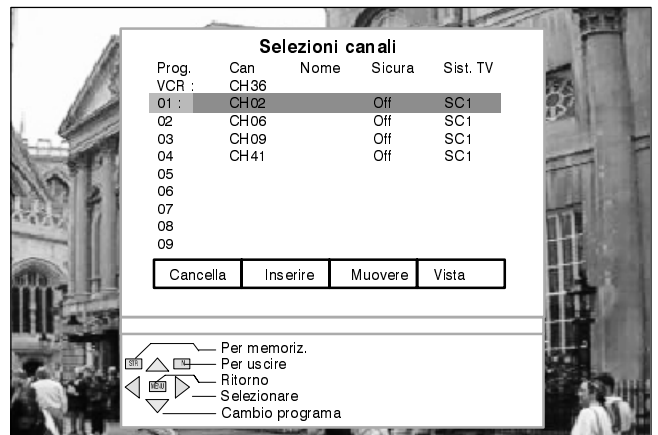 Selezioni canali
Prog. Can Nome Sicura Sist. TV
VCR : CH36
01 : CH02 Off SC1
02 CH06 Off SC1
03 CH09 Off SC1
04 CH41 Off SC1
05
06
07
08
09
Cancella Inserire Muovere Vista
Per memoriz.
STR N Per uscire
Ritorno
MENU Selezionare
Cambio programa